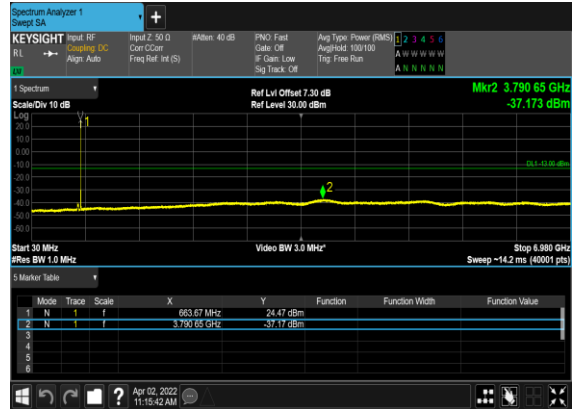 Spectrum Analyzer 1
Swept SA
+
KEYSIGHT
RL
Input: RF
Coupling: DC
Align: Auto
Input Z: 50 Ω
Corr CCorr
Freq Ref: Int (S)
#Atten: 40 dB
PNO: Fast
Gate: Off
IF Gain: Low
Sig Track: Off
Avg Type: Power (RMS)
Avg|Hold: 100/100
Trig: Free Run
1 2 3 4 5 6
A W W W W W
A N N N N N
1 Spectrum
Scale/Div 10 dB
Ref Lvl Offset 7.30 dB
Ref Level 30.00 dBm
Mkr2 3.790 65 GHz
-37.173 dBm
Log
20.0
10.0
0.00
-10.0
-20.0
-30.0
-40.0
-50.0
-60.0
1
2
DL1 -13.00 dBm
Start 30 MHz
#Res BW 1.0 MHz
Video BW 3.0 MHz*
Stop 6.980 GHz
Sweep ~14.2 ms (40001 pts)
5 Marker Table
Mode Trace Scale X Y Function Function Width Function Value
1 N 1 f 663.67 MHz 24.47 dBm
2 N 1 f 3.790 65 GHz -37.17 dBm
3
4
5
6
?
Apr 02, 2022
11:15:42 AM